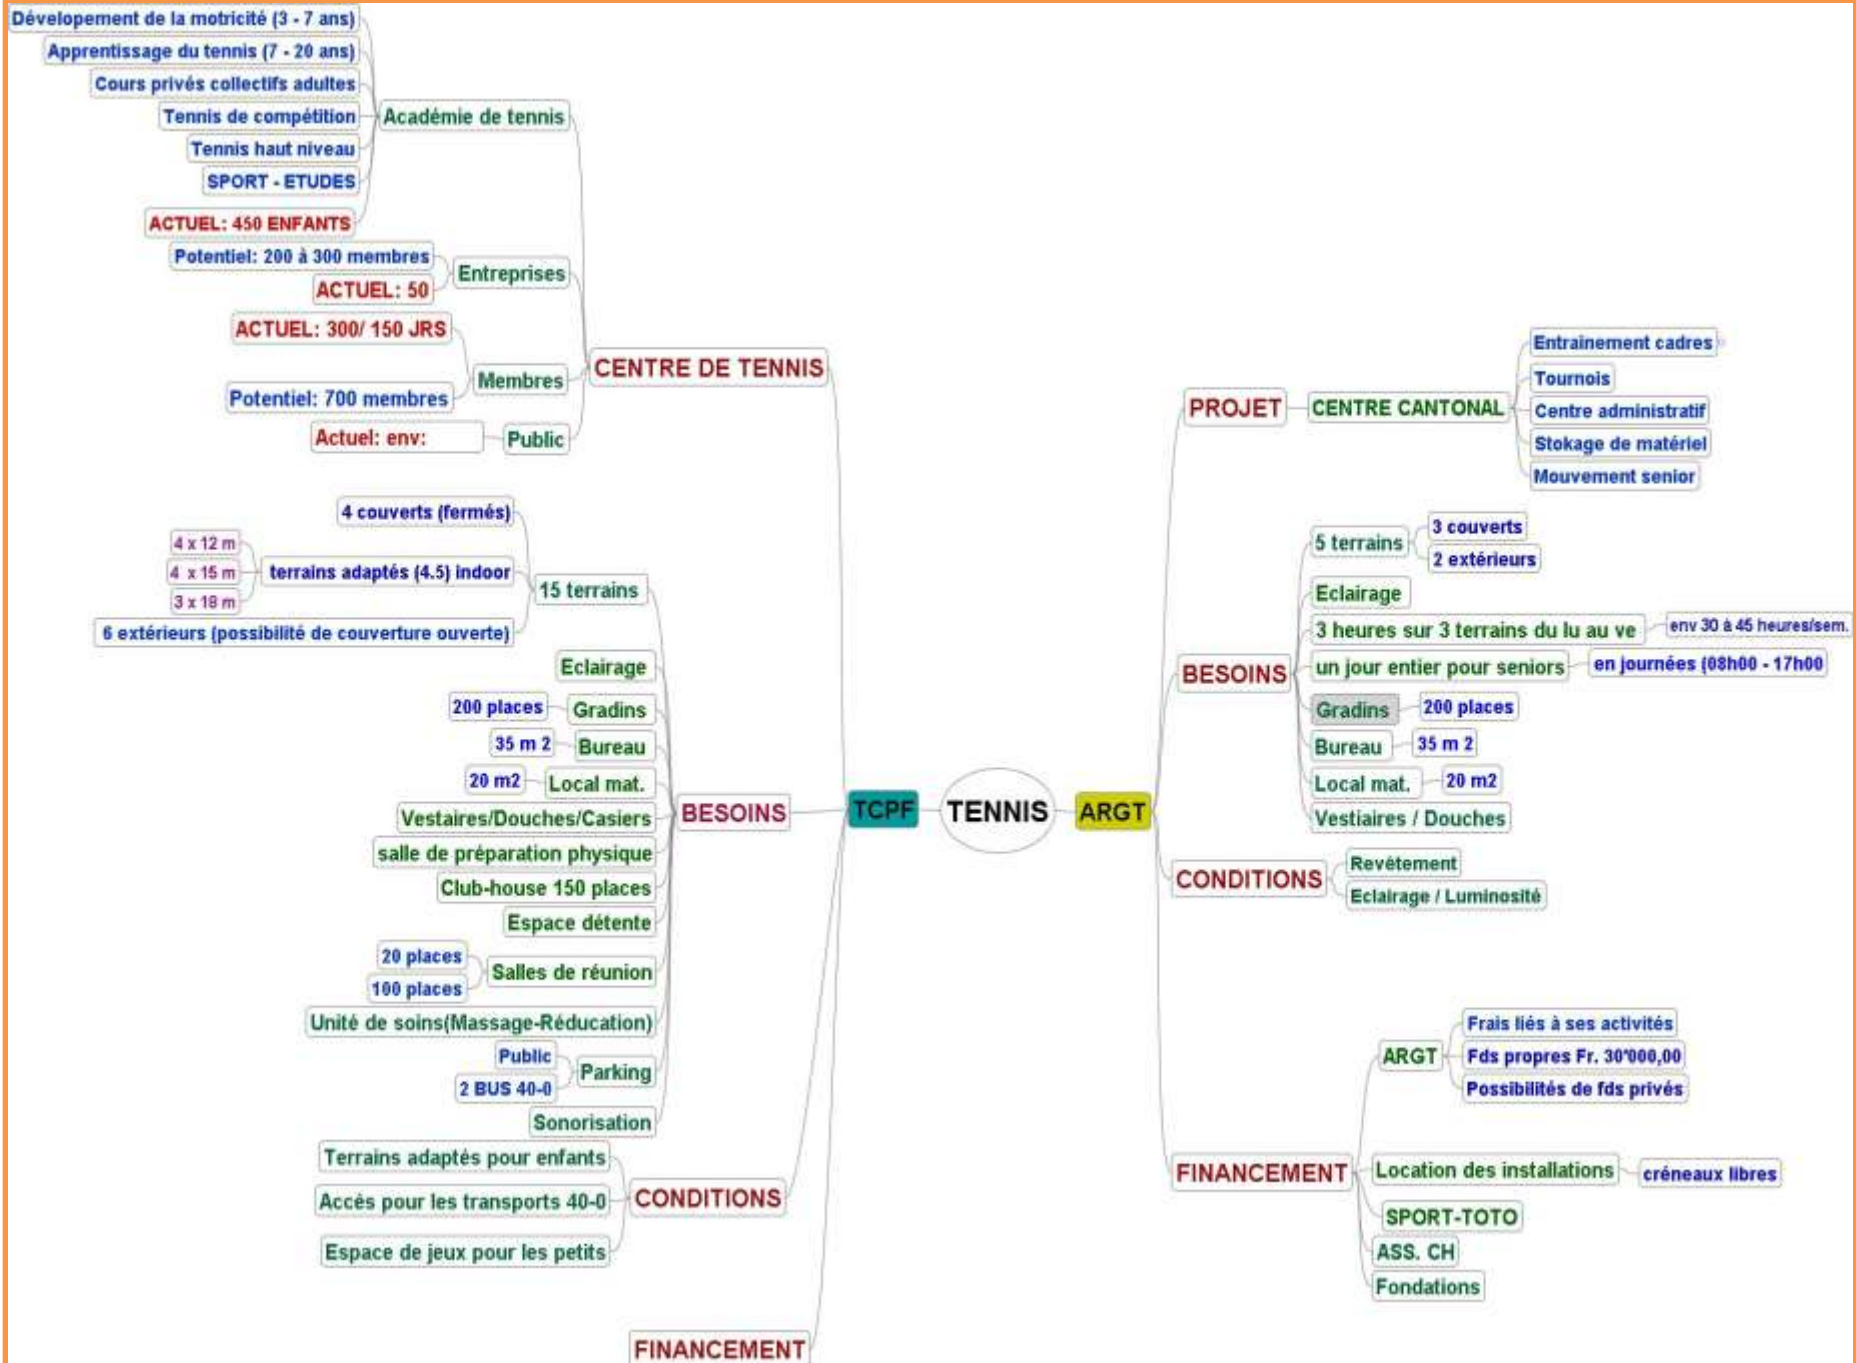 Dévelopement de la motricité (3 - 7 ans)
Apprentissage du tennis (7 - 20 ans)
Cours privés collectifs adultes
Tennis de compétition
Tennis haut niveau
SPORT - ETUDES
ACTUEL: 450 ENFANTS
Académie de tennis
Potentiel: 200 à 300 membres
ACTUEL: 50
Entreprises
ACTUEL: 300/ 150 JRS
Potentiel: 700 membres
Membres
Actuel: env:
Public
CENTRE DE TENNIS
4 couverts (fermés)
4 x 12 m
4 x 15 m
3 x 18 m
terrains adaptés (4.5) indoor
6 extérieurs (possibilité de couverture ouverte)
15 terrains
Eclairage
200 places
Gradins
35 m 2
Bureau
20 m2
Local mat.
Vestaires/Douches/Casiers
salle de préparation physique
Club-house 150 places
Espace détente
20 places
100 places
Salles de réunion
Unité de soins(Massage-Réducation)
Public
2 BUS 40-0
Parking
Sonorisation
BESOINS
Terrains adaptés pour enfants
Accés pour les transports 40-0
Espace de jeux pour les petits
CONDITIONS
FINANCEMENT
TCPF
TENNIS
ARGT
PROJET
CENTRE CANTONAL
Entrainement cadres
Tournois
Centre administratif
Stokage de matériel
Mouvement senior
BESOINS
5 terrains
3 couverts
2 extérieurs
Eclairage
3 heures sur 3 terrains du lu au ve
env 30 à 45 heures/sem.
un jour entier pour seniors
en journées (08h00 - 17h00
Gradins
200 places
Bureau
35 m 2
Local mat.
20 m2
Vestiaires / Douches
CONDITIONS
Revêtement
Eclairage / Luminosité
FINANCEMENT
ARGT
Frais liés à ses activités
Fds propres Fr. 30'000,00
Possibilités de fds privés
Location des installations
créneaux libres
SPORT-TOTO
ASS. CH
Fondations